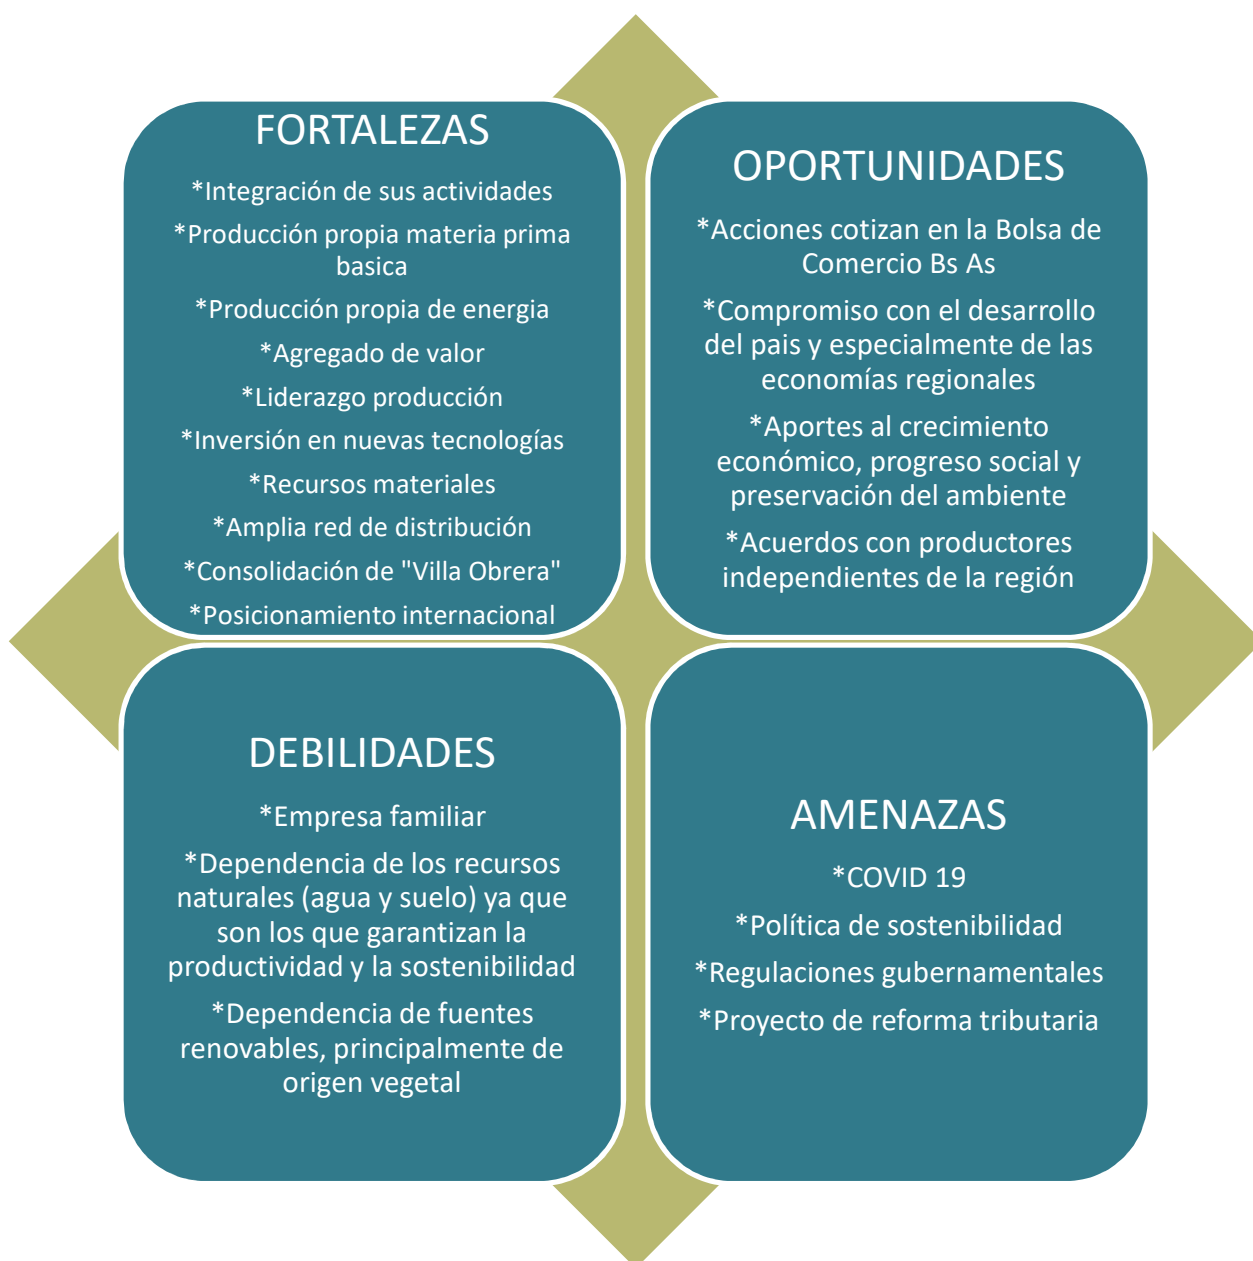 FORTALEZAS
*Integración de sus actividades
*Producción propia materia prima
basica
*Producción propia de energia
*Agregado de valor
*Liderazgo producción
*Inversión en nuevas tecnologías
*Recursos materiales
*Amplia red de distribución
*Consolidación de "Villa Obrera"
*Posicionamiento internacional
OPORTUNIDADES
*Acciones cotizan en la Bolsa de
Comercio Bs As
*Compromiso con el desarrollo
del pais y especialmente de las
economías regionales
*Aportes al crecimiento
económico, progreso social y
preservación del ambiente
*Acuerdos con productores
independientes de la región
DEBILIDADES
*Empresa familiar
*Dependencia de los recursos
naturales (agua y suelo) ya que
son los que garantizan la
productividad y la sostenibilidad
*Dependencia de fuentes
renovables, principalmente de
origen vegetal
AMENAZAS
*COVID 19
*Política de sostenibilidad
*Regulaciones gubernamentales
*Proyecto de reforma tributaria